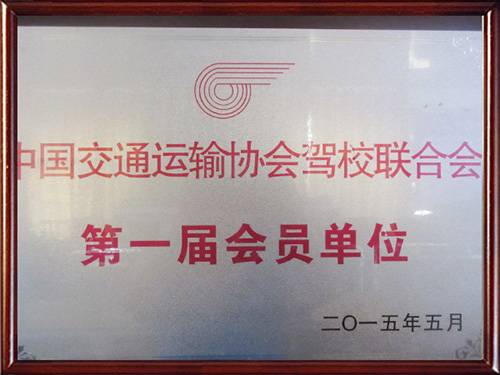 中国交通运输协会驾校联合会
第一届会员单位
二〇一五年五月